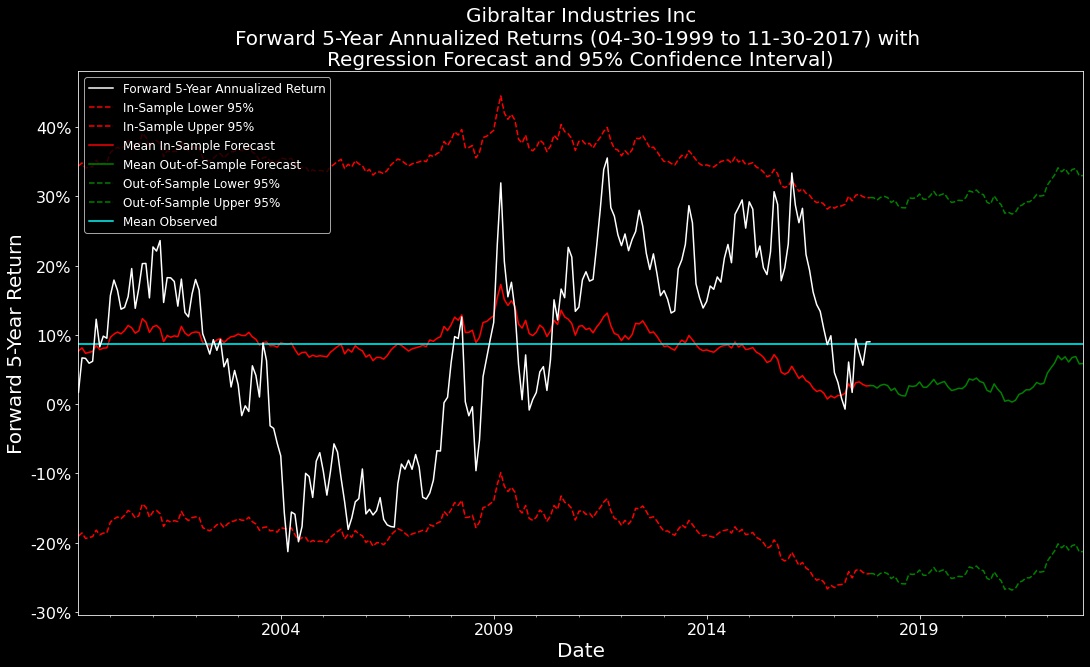 Gibraltar Industries Inc
Forward 5-Year Annualized Returns (04-30-1999 to 11-30-2017) with
Regression Forecast and 95% Confidence Interval)
Forward 5-Year Annualized Return
In-Sample Lower 95%
In-Sample Upper 95%
Mean In-Sample Forecast
Mean Out-of-Sample Forecast
Out-of-Sample Lower 95%
Out-of-Sample Upper 95%
Mean Observed
Forward 5-Year Return
40%
30%
20%
10%
0%
-10%
-20%
-30%
2004
2009
2014
2019
Date